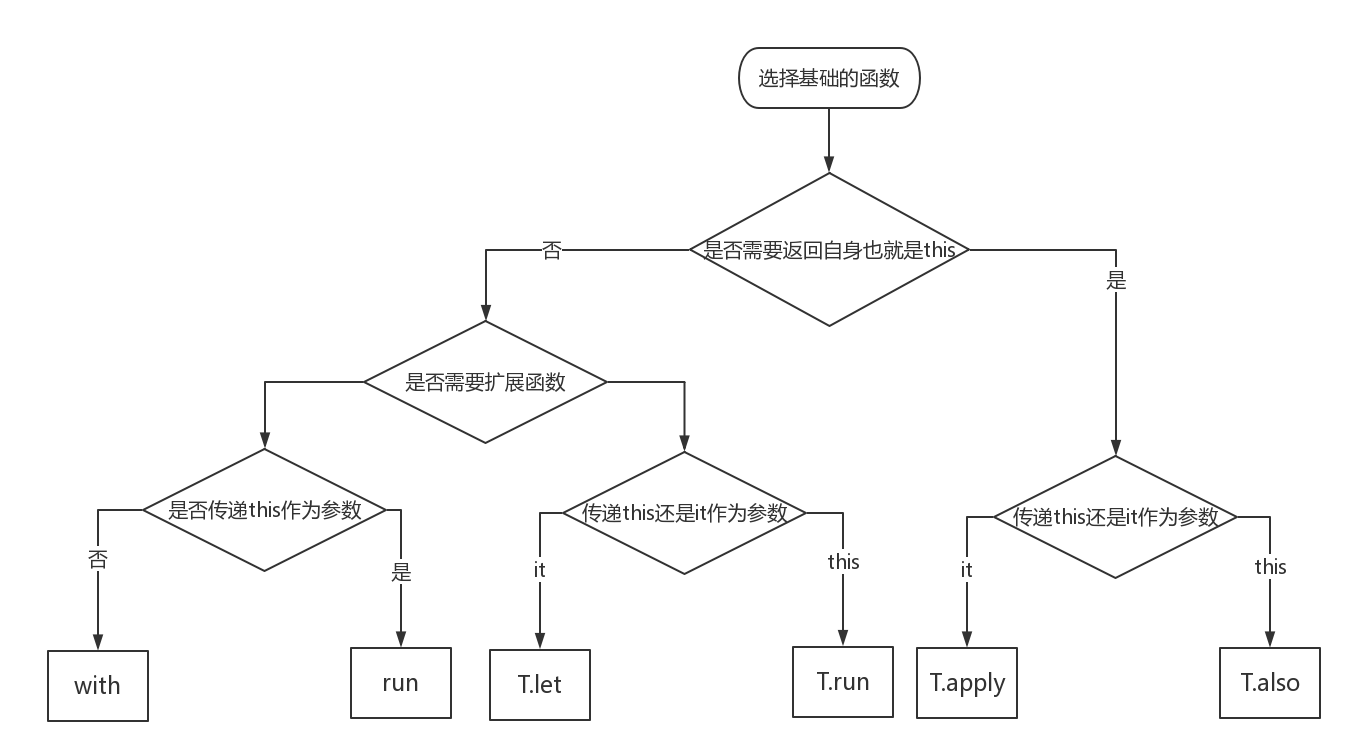 选择基础的函数
是否需要返回自身也就是this
否
是
是否需要扩展函数
是否传递this作为参数
传递this还是it作为参数
传递this还是it作为参数
否
是
it
this
it
this
with
run
T.let
T.run
T.apply
T.also